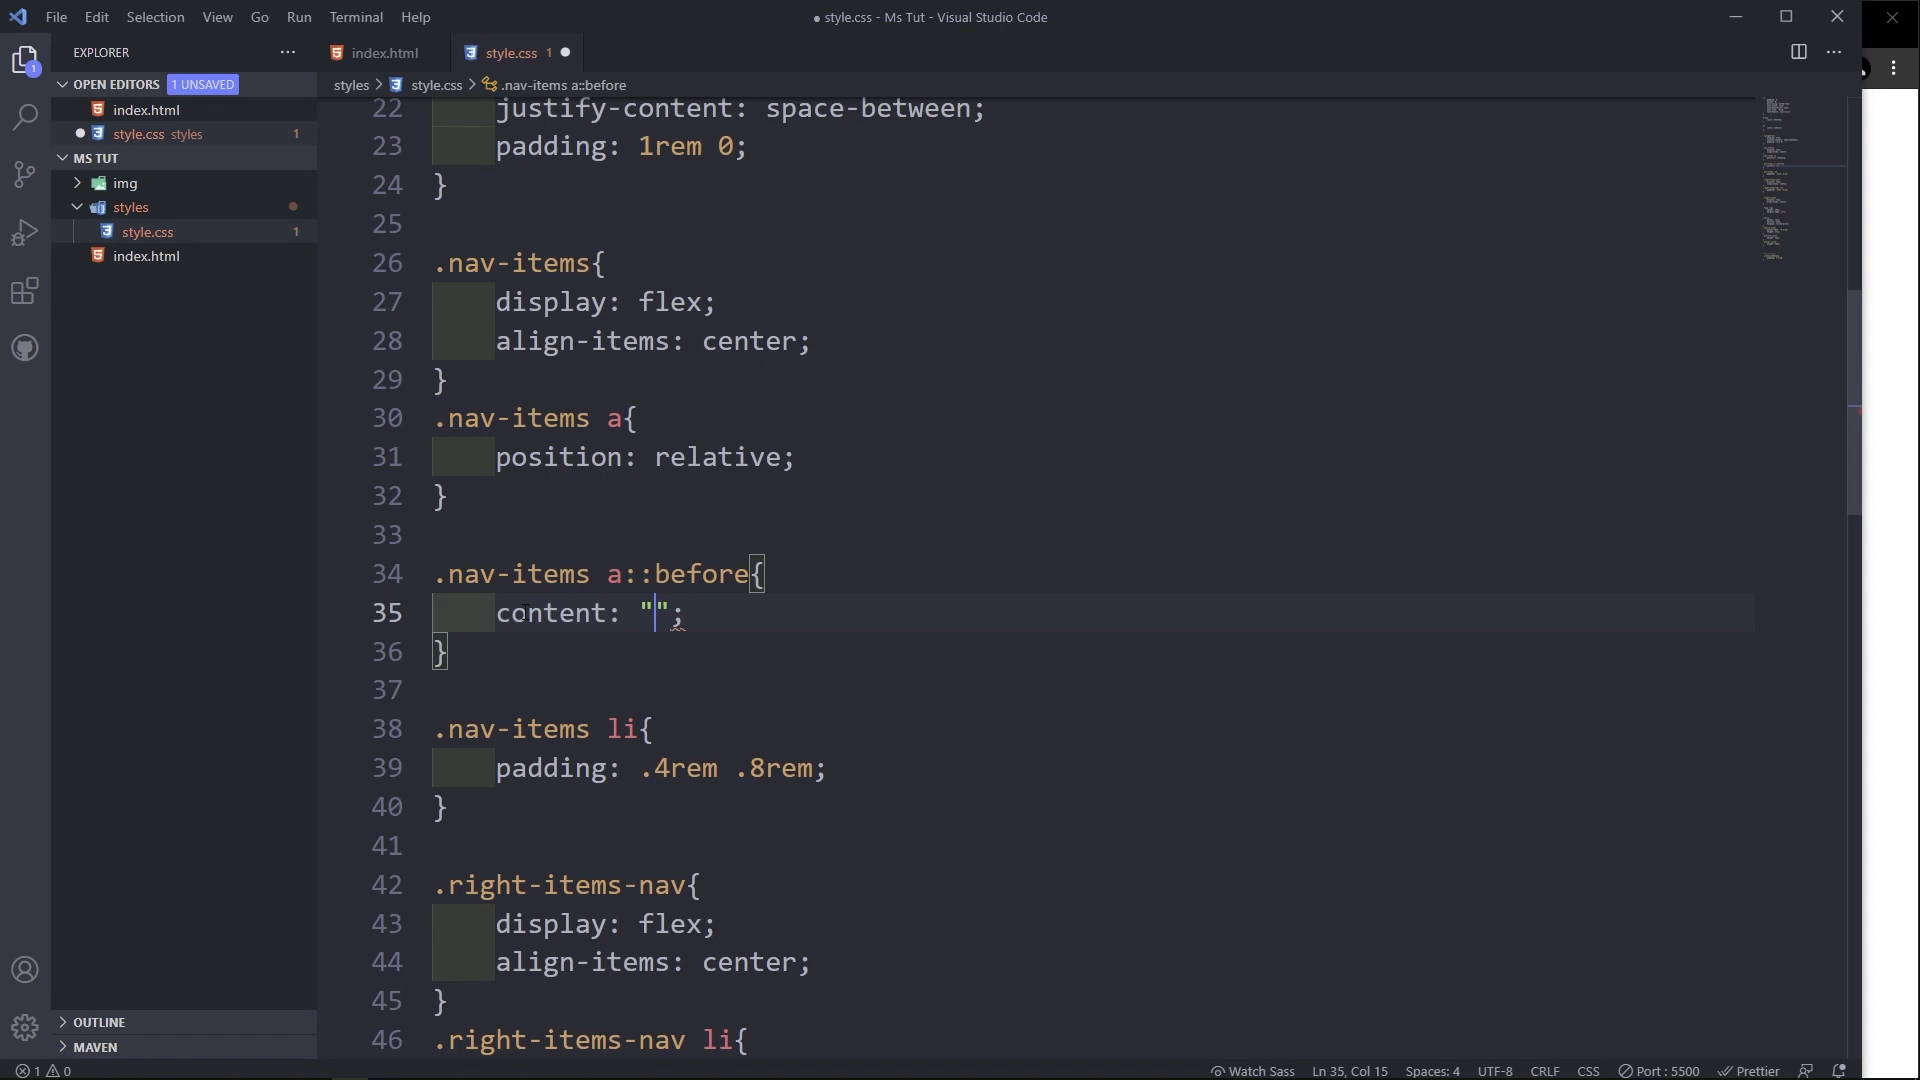 File Edit Selection View Go Run Terminal Help
● style.css - Ms Tut - Visual Studio Code
EXPLORER
index.html
style.css 1
OPEN EDITORS 1 UNSAVED
styles > style.css > .nav-items a::before
index.html
style.css styles 1
MS TUT
img
styles
style.css 1
index.html
22 justify-content: space-between;
23 padding: 1rem 0;
24 }
25
26 .nav-items{
27 display: flex;
28 align-items: center;
29 }
30 .nav-items a{
31 position: relative;
32 }
33
34 .nav-items a::before{
35 content: "";
36 }
37
38 .nav-items li{
39 padding: .4rem .8rem;
40 }
41
42 .right-items-nav{
43 display: flex;
44 align-items: center;
45 }
46 .right-items-nav li{
OUTLINE
MAVEN
1 0 Watch Sass Ln 35, Col 15 Spaces: 4 UTF-8 CRLF CSS Port : 5500 Prettier